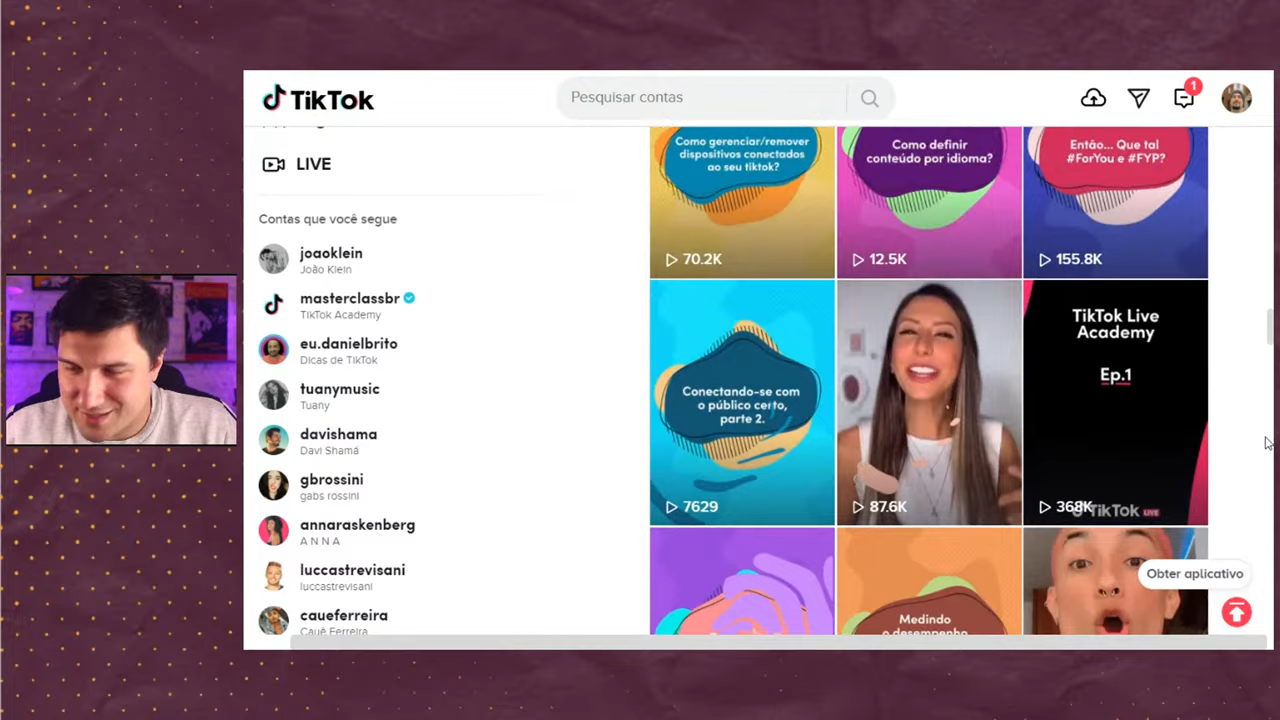 TikTok
Pesquisar contas
1
LIVE
Contas que você segue
joaoklein
João Klein
masterclassbr
TikTok Academy
eu.danielbrito
Dicas de TikTok
tuanymusic
Tuany
davishama
Davi Shamá
gbrossini
gabs rossini
annaraskenberg
A N N A
luccastrevisani
luccastrevisani
caueferreira
Cauê Ferreira
Como gerenciar/remover
dispositivos conectados
ao seu tiktok?
70.2K
Como definir
conteúdo por idioma?
12.5K
Então... Que tal
#ForYou e #FYP?
155.8K
Conectando-se com
o público certo,
parte 2.
7629
87.6K
TikTok Live
Academy
Ep.1
368K
TikTok LIVE
Medindo
o desempenho
Obter aplicativo